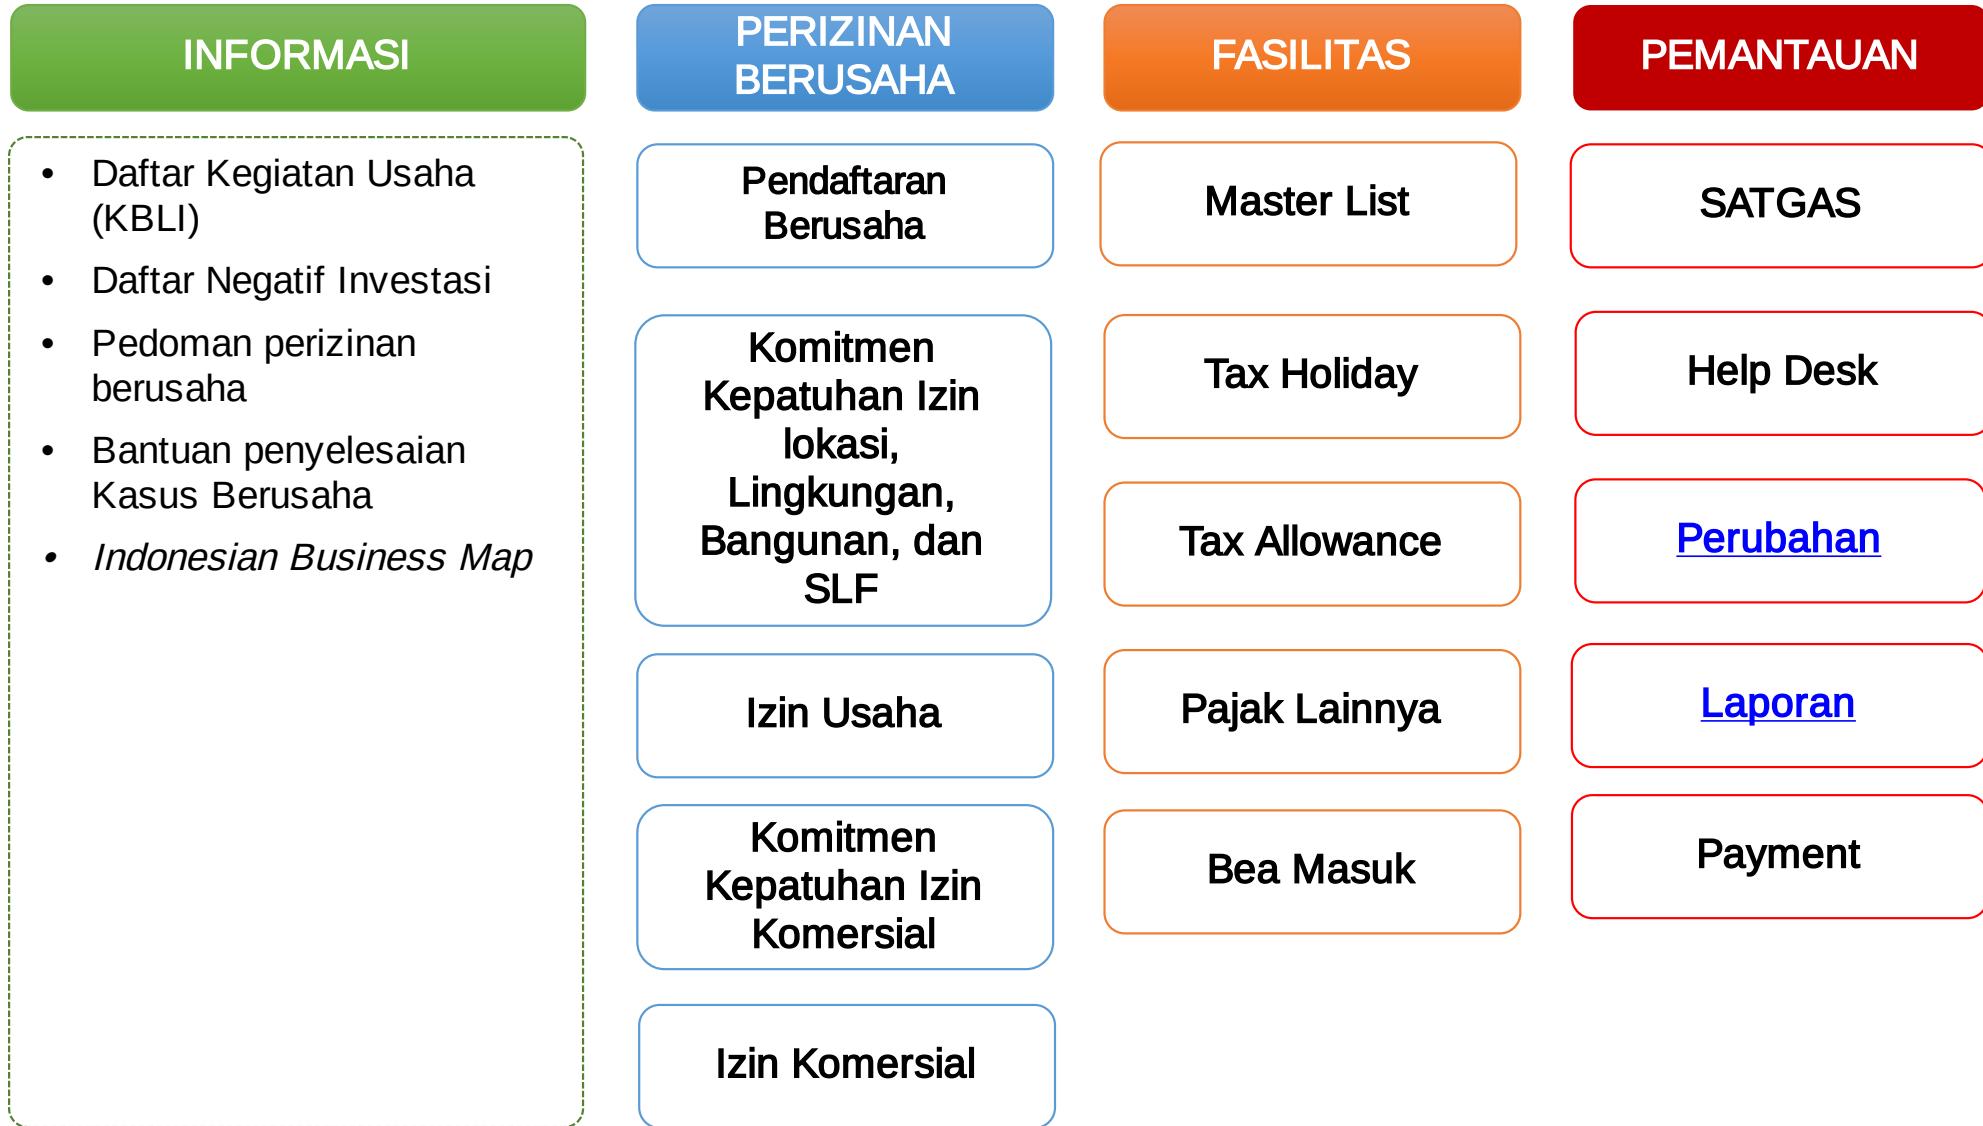 INFORMASI
• Daftar Kegiatan Usaha
(KBLI)
• Daftar Negatif Investasi
• Pedoman perizinan
berusaha
• Bantuan penyelesaian
Kasus Berusaha
• Indonesian Business Map
PERIZINAN
BERUSAHA
Pendaftaran
Berusaha
Komitmen
Kepatuhan Izin
lokasi,
Lingkungan,
Bangunan, dan
SLF
Izin Usaha
Komitmen
Kepatuhan Izin
Komersial
Izin Komersial
FASILITAS
Master List
Tax Holiday
Tax Allowance
Pajak Lainnya
Bea Masuk
PEMANTAUAN
SATGAS
Help Desk
Perubahan
Laporan
Payment